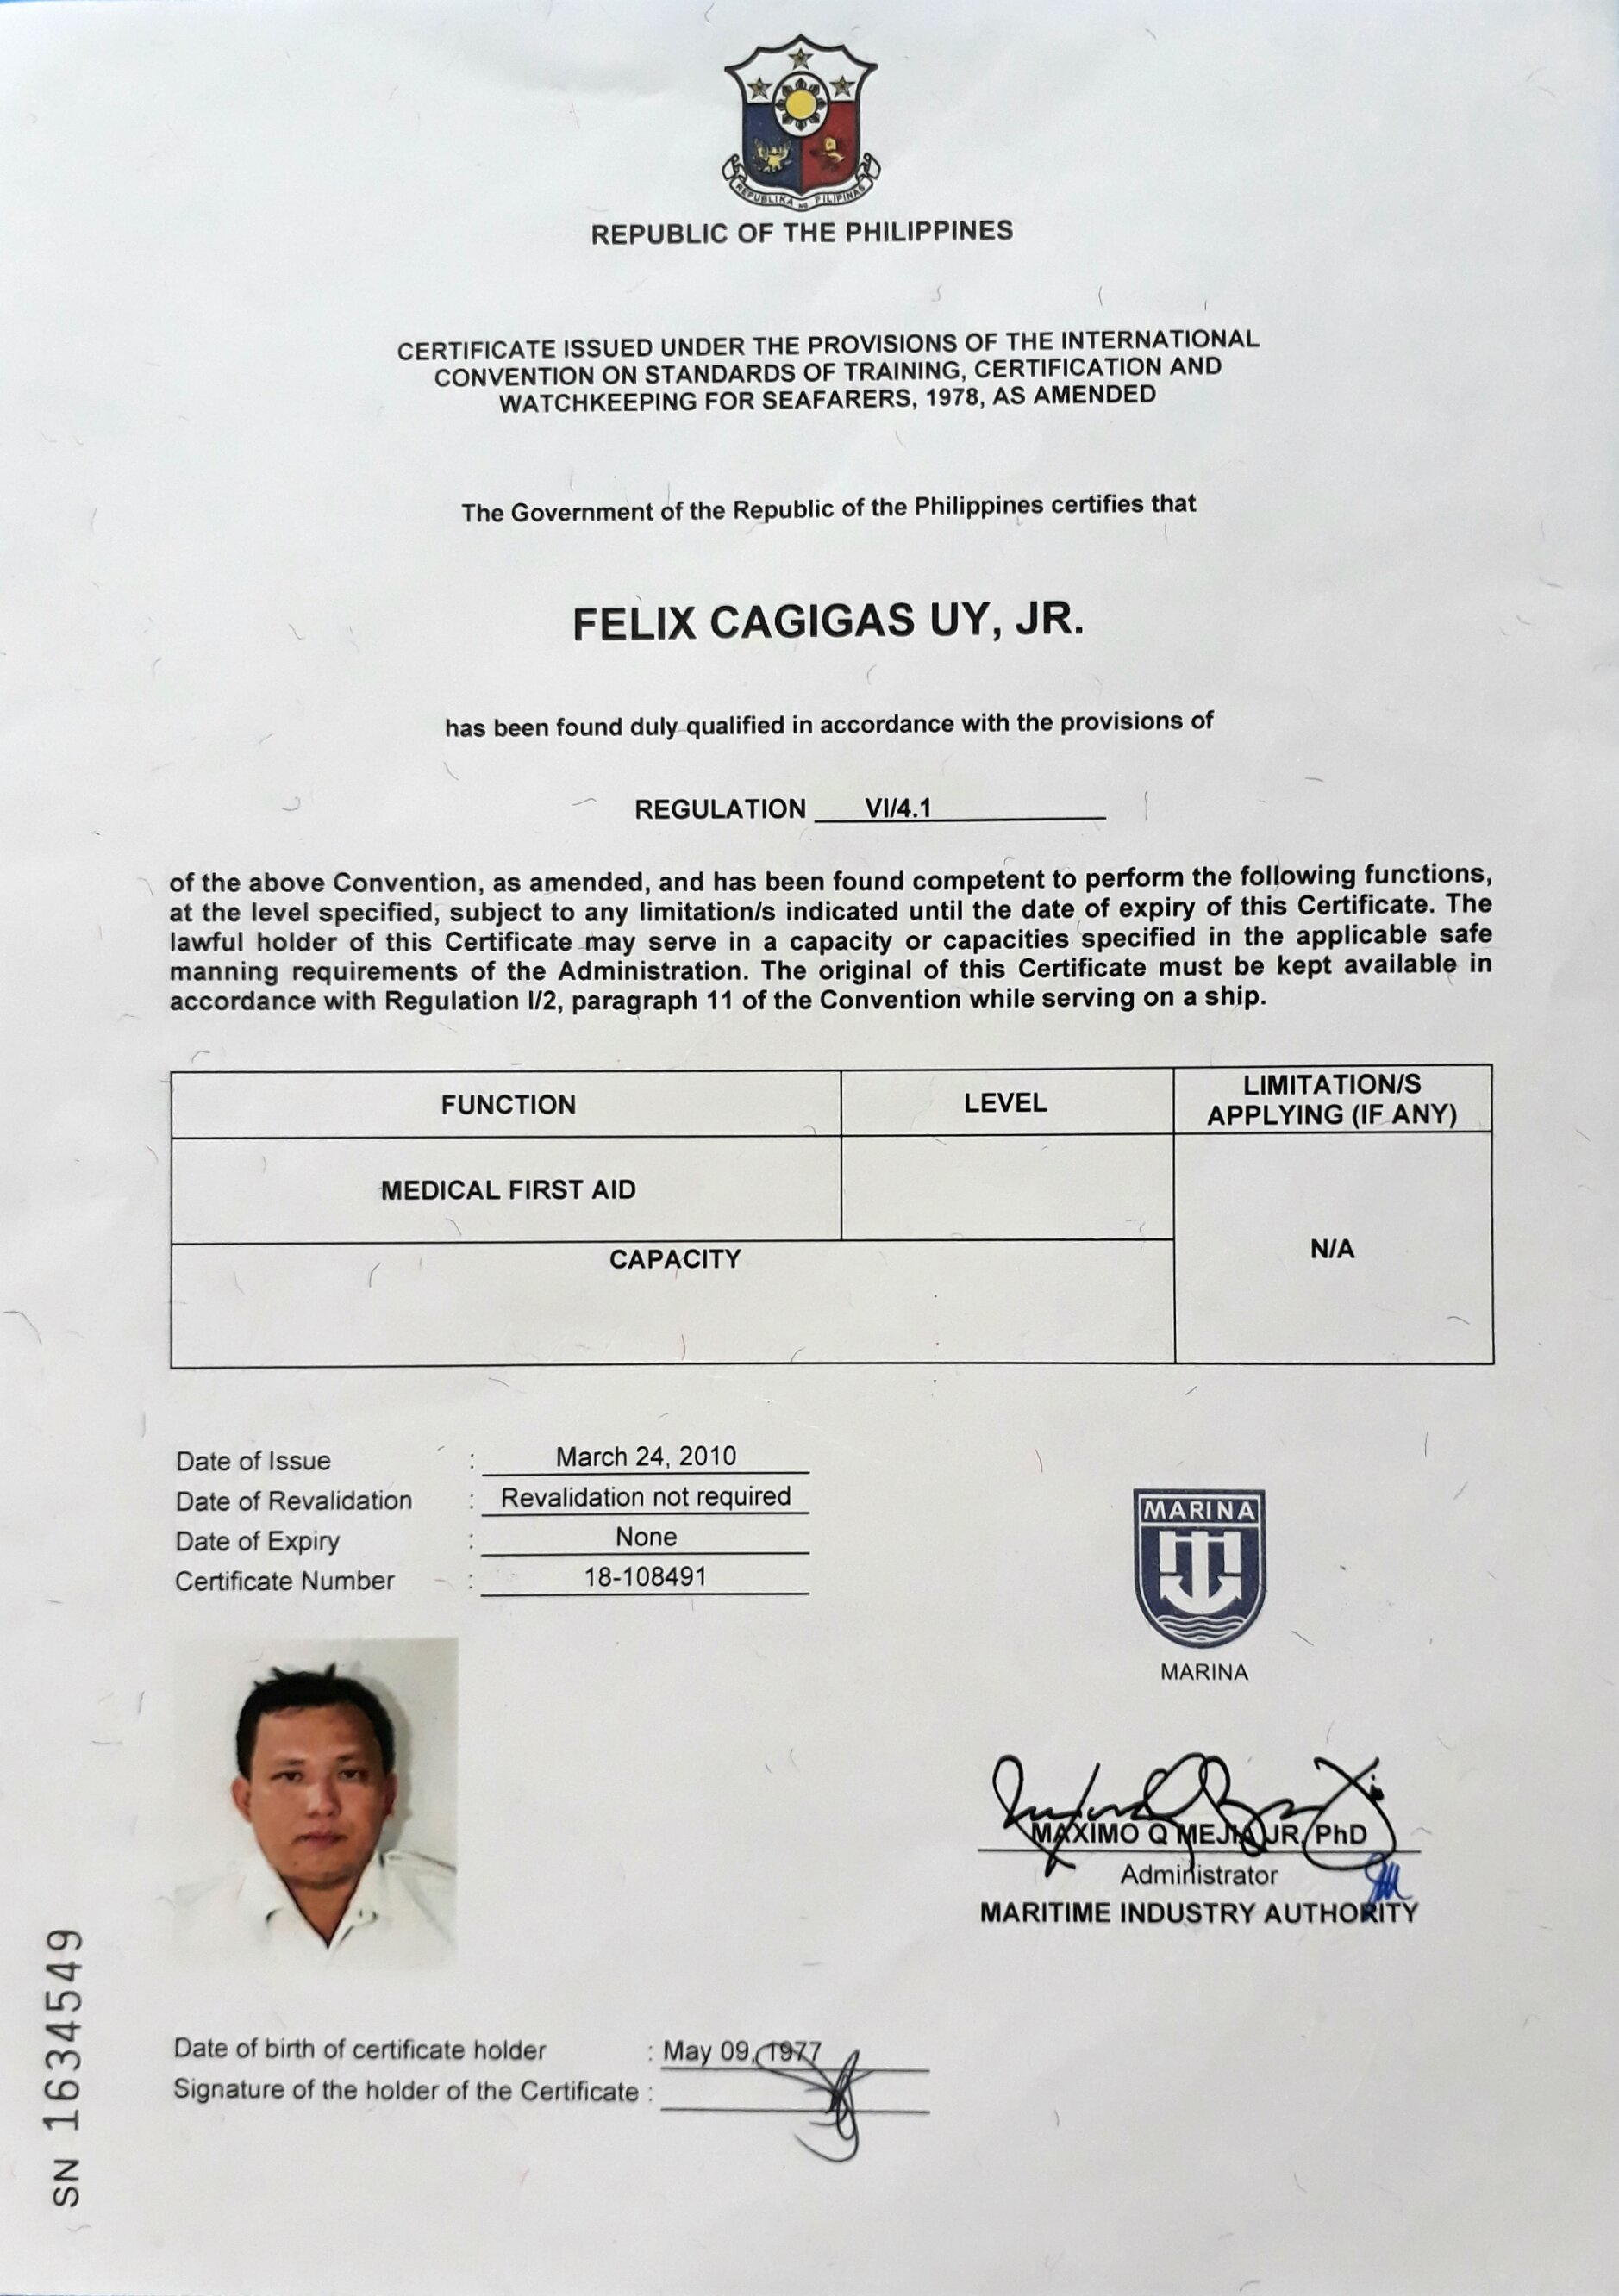 REPUBLIKA NG PILIPINAS
REPUBLIC OF THE PHILIPPINES
CERTIFICATE ISSUED UNDER THE PROVISIONS OF THE INTERNATIONAL
CONVENTION ON STANDARDS OF TRAINING, CERTIFICATION AND
WATCHKEEPING FOR SEAFARERS, 1978, AS AMENDED
The Government of the Republic of the Philippines certifies that
FELIX CAGIGAS UY, JR.
has been found duly qualified in accordance with the provisions of
REGULATION VI/4.1
of the above Convention, as amended, and has been found competent to perform the following functions,
at the level specified, subject to any limitation/s indicated until the date of expiry of this Certificate. The
lawful holder of this Certificate may serve in a capacity or capacities specified in the applicable safe
manning requirements of the Administration. The original of this Certificate must be kept available in
accordance with Regulation I/2, paragraph 11 of the Convention while serving on a ship.
FUNCTION LEVEL LIMITATION/S
APPLYING (IF ANY)
MEDICAL FIRST AID
CAPACITY
N/A
Date of Issue : March 24, 2010
Date of Revalidation : Revalidation not required
Date of Expiry : None
Certificate Number : 18-108491
MARINA
MARINA
MAXIMO Q MEJIA JR, PhD
Administrator
MARITIME INDUSTRY AUTHORITY
Date of birth of certificate holder : May 09, 1977
Signature of the holder of the Certificate :
SN 1634549